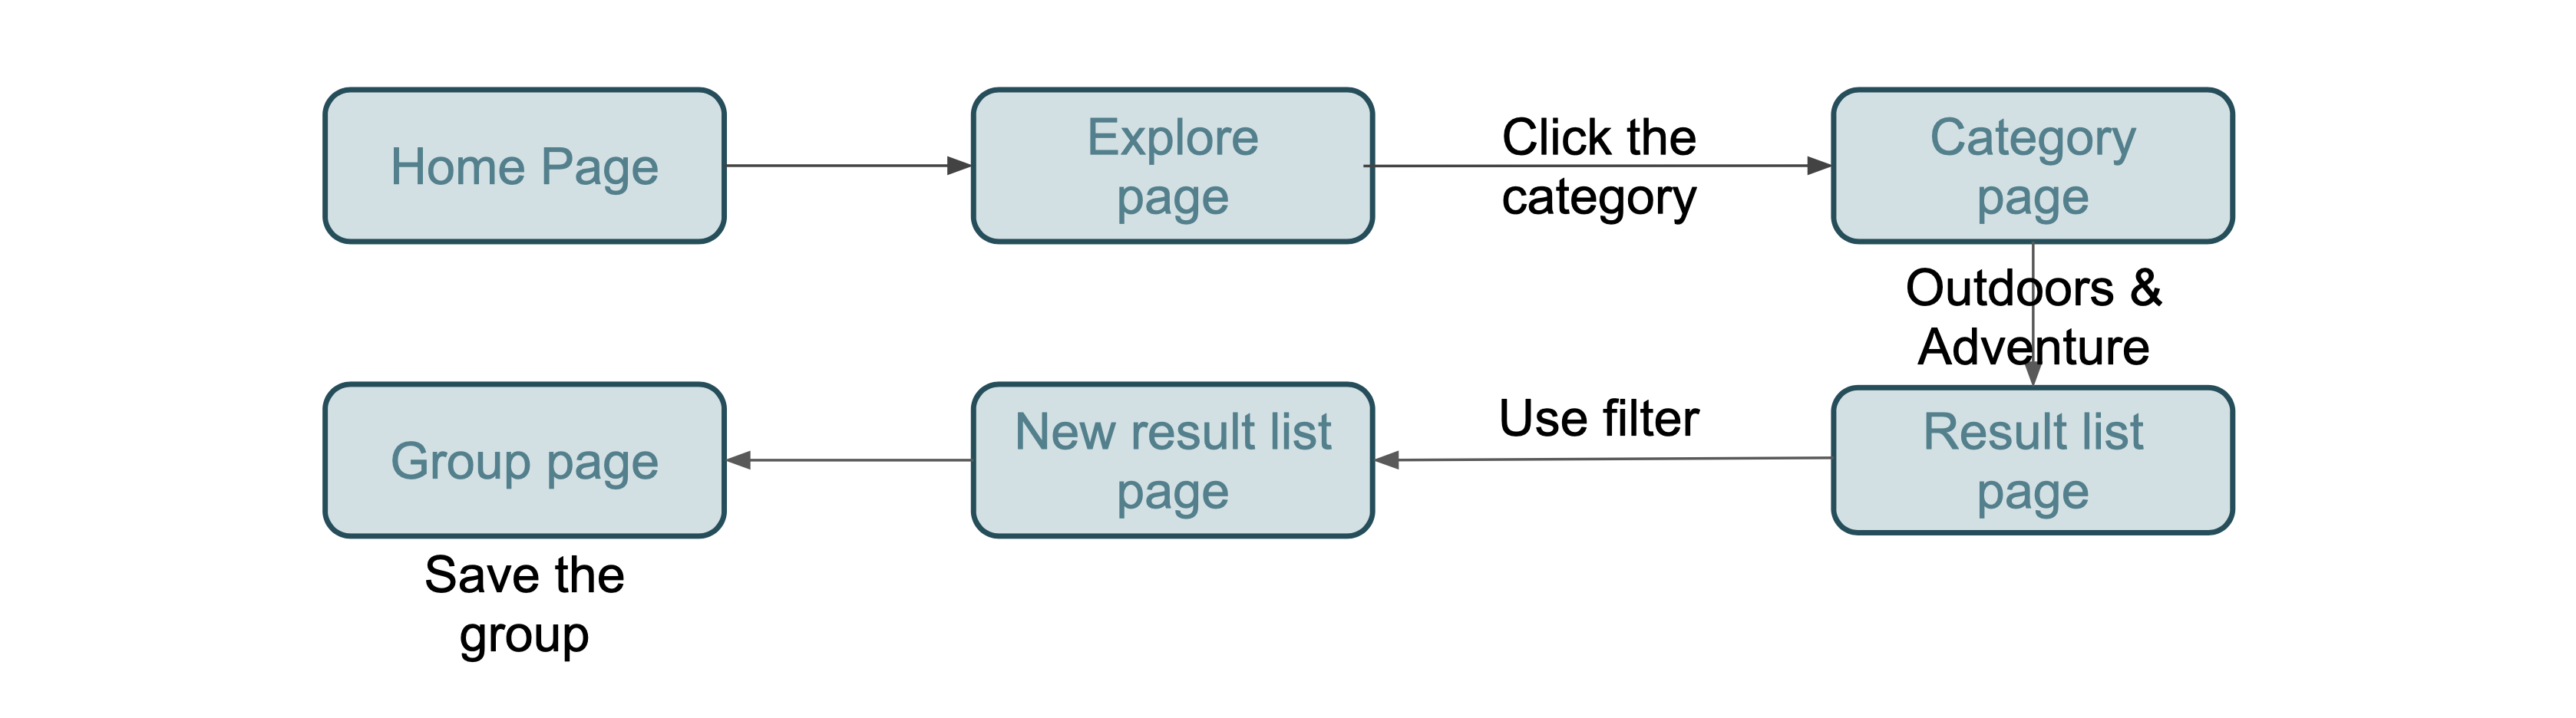 Home Page
Explore
page
Click the
category
Category
page
Outdoors &
Adventure
Result list
page
Use filter
New result list
page
Group page
Save the
group